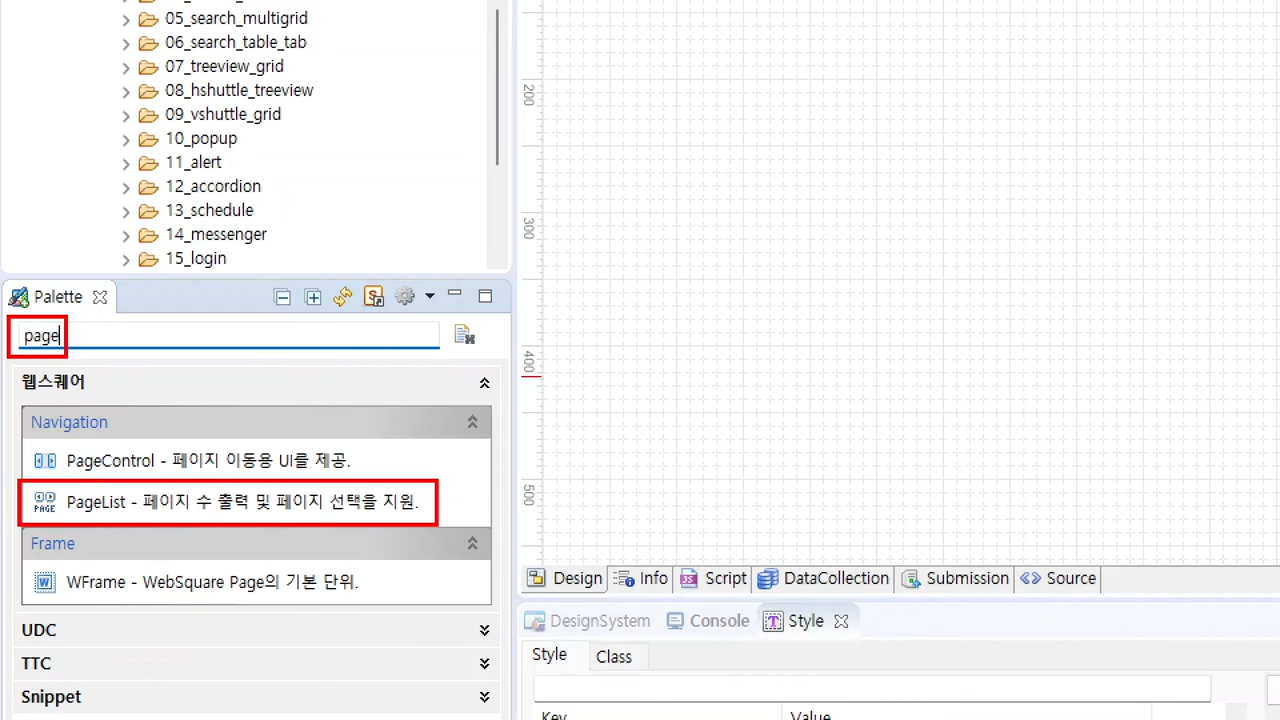 05_search_multigrid
06_search_table_tab
07_treeview_grid
08_hshuttle_treeview
09_vshuttle_grid
10_popup
11_alert
12_accordion
13_schedule
14_messenger
15_login
Palette
page
웹스퀘어
Navigation
PageControl - 페이지 이동용 UI를 제공.
PAGE PageList - 페이지 수 출력 및 페이지 선택을 지원.
Frame
WFrame - WebSquare Page의 기본 단위.
UDC
TTC
Snippet
200
300
400
500
Design Info Script DataCollection Submission Source
DesignSystem Console Style
Style Class
Key Value